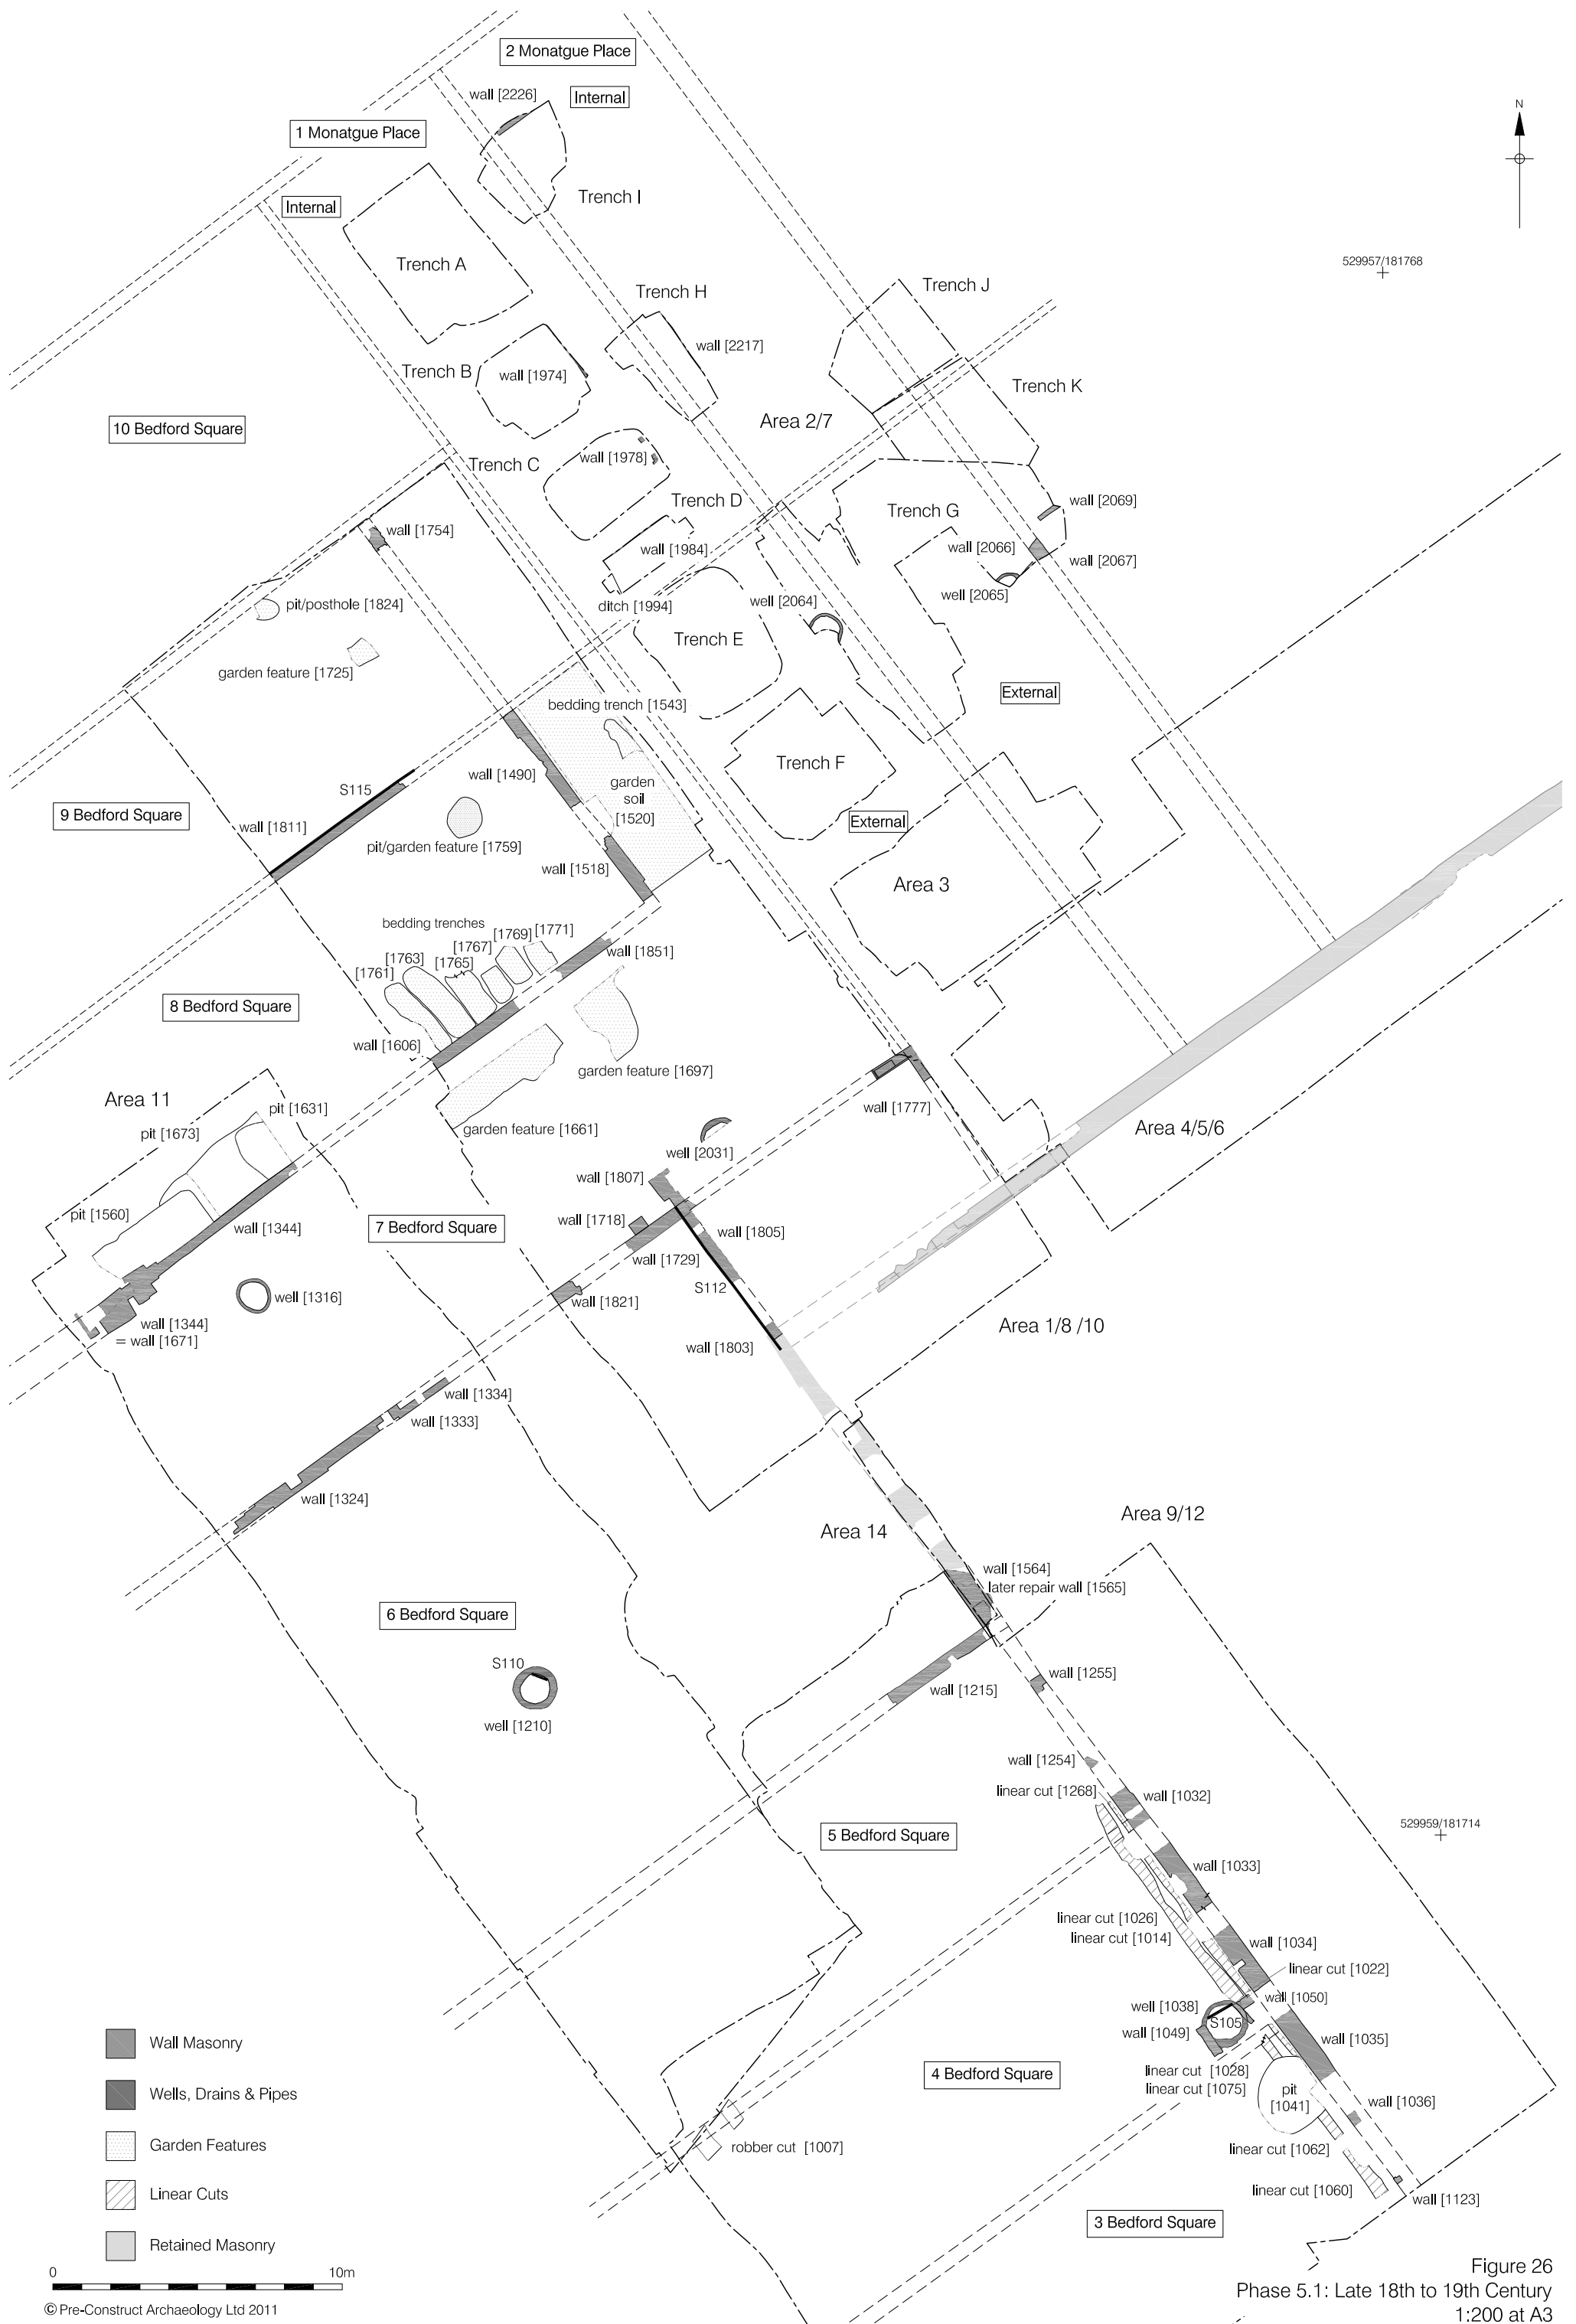 2 Monatgue Place
wall [2226]
Internal
1 Monatgue Place
N
Internal
Trench I
Trench A
529957/181768
Trench H
Trench J
wall [2217]
Trench B
wall [1974]
Trench K
Area 2/7
10 Bedford Square
Trench C
wall [1978]
Trench D
wall [2069]
Trench G
wall [1754]
wall [1984]
wall [2066]
wall [2067]
well [2065]
pit/posthole [1824]
ditch [1994]
well [2064]
Trench E
garden feature [1725]
External
bedding trench [1543]
Trench F
wall [1490]
S115
garden
soil
[1520]
9 Bedford Square
External
wall [1811]
pit/garden feature [1759]
wall [1518]
Area 3
bedding trenches
[1771]
[1769]
[1767]
wall [1851]
[1763]
[1765]
[1761]
8 Bedford Square
wall [1606]
garden feature [1697]
Area 11
pit [1631]
wall [1777]
pit [1673]
garden feature [1661]
Area 4/5/6
well [2031]
wall [1807]
pit [1560]
wall [1344]
7 Bedford Square
wall [1718]
wall [1805]
wall [1729]
S112
well [1316]
wall [1821]
wall [1344]
= wall [1671]
Area 1/8 /10
wall [1803]
wall [1334]
wall [1333]
wall [1324]
Area 14
Area 9/12
wall [1564]
later repair wall [1565]
6 Bedford Square
S110
wall [1255]
wall [1215]
well [1210]
wall [1254]
linear cut [1268]
wall [1032]
529959/181714
5 Bedford Square
wall [1033]
linear cut [1026]
linear cut [1014]
wall [1034]
linear cut [1022]
wall [1050]
well [1038]
S105
wall [1049]
wall [1035]
Wall Masonry
linear cut [1028]
4 Bedford Square
linear cut [1075]
pit
[1041]
Wells, Drains & Pipes
wall [1036]
Garden Features
robber cut [1007]
linear cut [1062]
Linear Cuts
linear cut [1060]
wall [1123]
3 Bedford Square
Retained Masonry
0 10m
Figure 26
Phase 5.1: Late 18th to 19th Century
1:200 at A3
© Pre-Construct Archaeology Ltd 2011